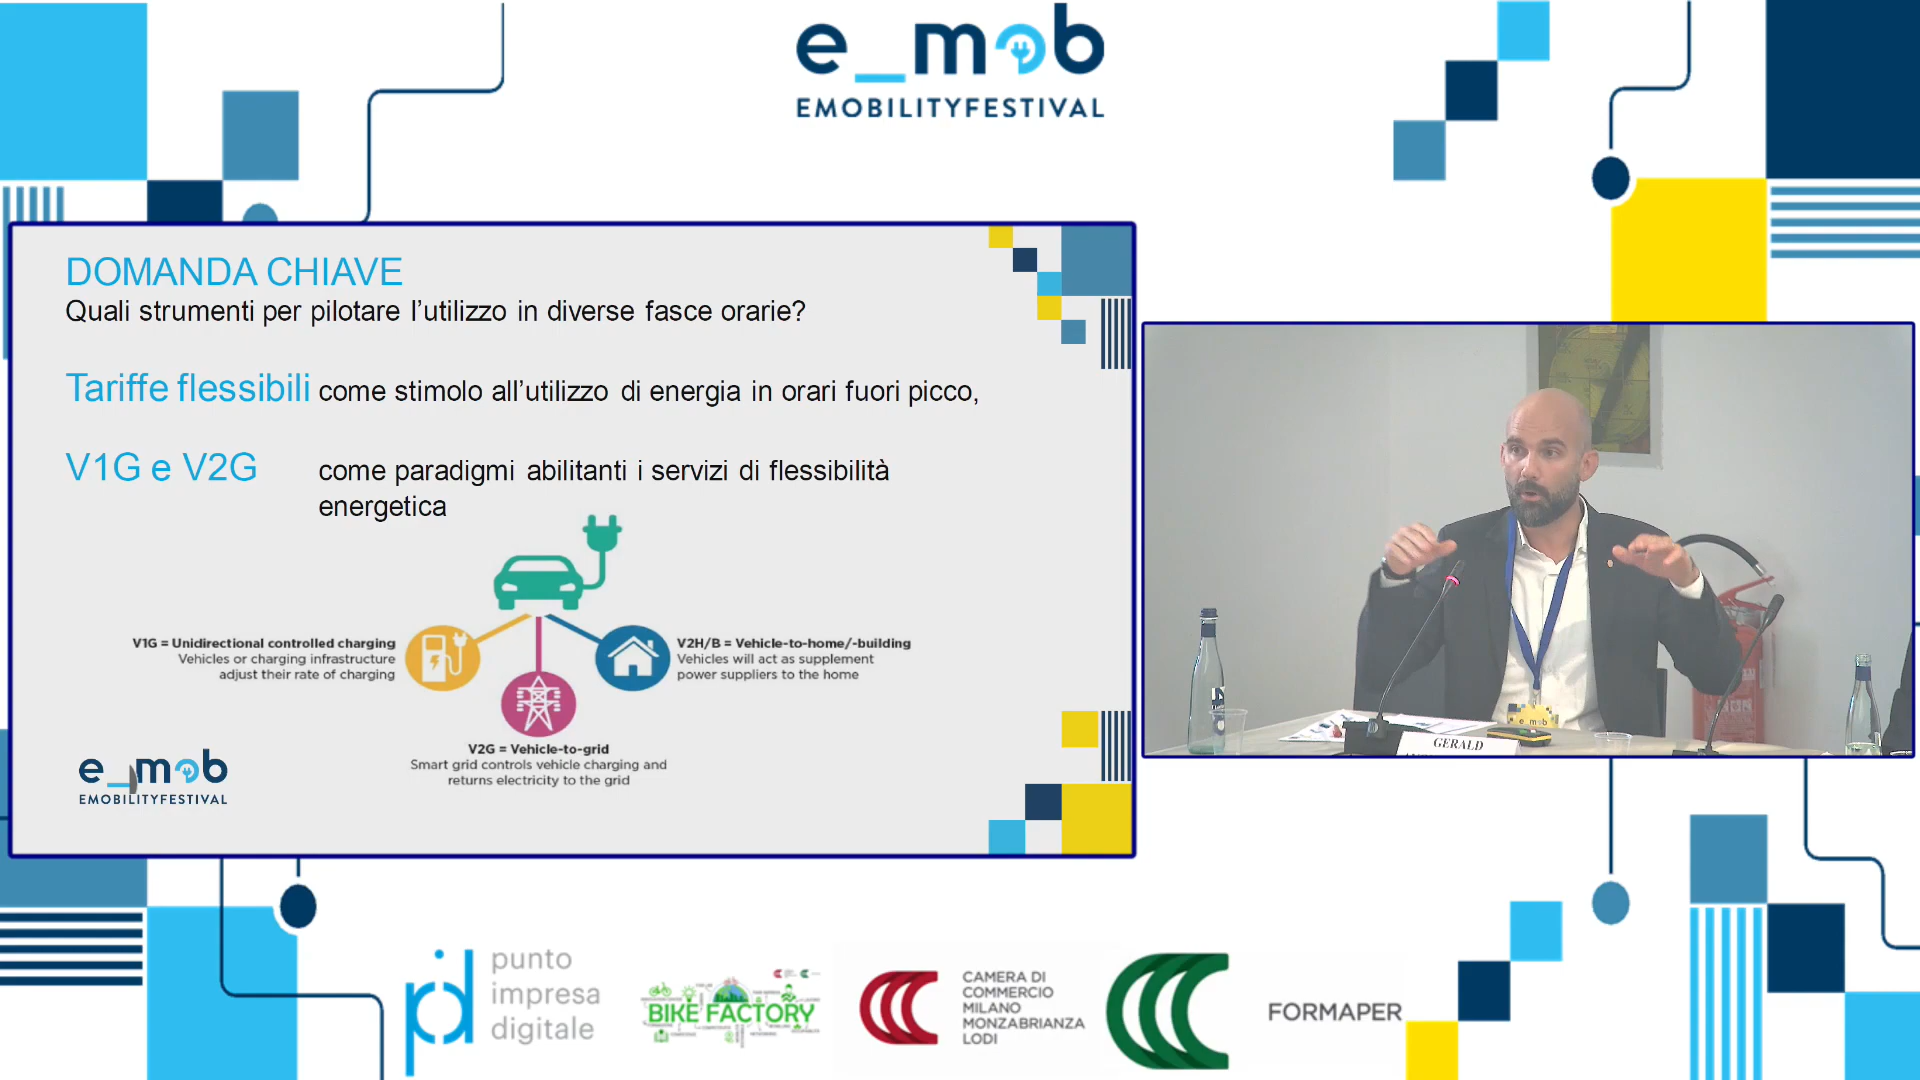 e_mob
EMOBILITYFESTIVAL
DOMANDA CHIAVE
Quali strumenti per pilotare l’utilizzo in diverse fasce orarie?
Tariffe flessibili come stimolo all’utilizzo di energia in orari fuori picco,
V1G e V2G come paradigmi abilitanti i servizi di flessibilità
energetica
V1G = Unidirectional controlled charging
Vehicles or charging infrastructure
adjust their rate of charging
V2H/B = Vehicle-to-home/-building
Vehicles will act as supplement
power suppliers to the home
V2G = Vehicle-to-grid
Smart grid controls vehicle charging and
returns electricity to the grid
e_mob
EMOBILITYFESTIVAL
e_mob
GERALD
punto
impresa
digitale
BIKE FACTORY
CAMERA DI
COMMERCIO
MILANO
MONZABRIANZA
LODI
FORMAPER